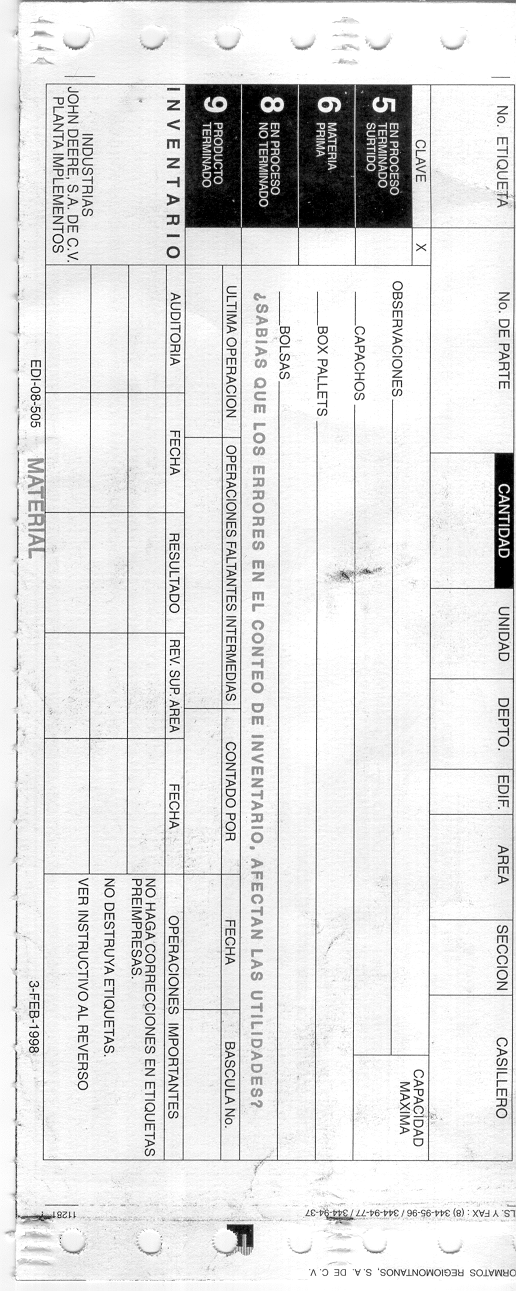 No. ETIQUETA No. DE PARTE CANTIDAD UNIDAD DEPTO. EDIF. AREA SECCION CASILLERO
CLAVE X
OBSERVACIONES
CAPACIDAD
MAXIMA
5 EN PROCESO
TERMINADO
SURTIDO
CAPACHOS
6 MATERIA
PRIMA
BOX PALLETS
8 EN PROCESO
NO TERMINADO
BOLSAS
¿SABIAS QUE LOS ERRORES EN EL CONTEO DE INVENTARIO, AFECTAN LAS UTILIDADES?
9 PRODUCTO
TERMINADO
ULTIMA OPERACION OPERACIONES FALTANTES INTERMEDIAS CONTADO POR FECHA BASCULA No.
INVENTARIO
AUDITORIA FECHA RESULTADO REV. SUP. AREA FECHA OPERACIONES IMPORTANTES
NO HAGA CORRECCIONES EN ETIQUETAS
PREIMPRESAS.
NO DESTRUYA ETIQUETAS.
VER INSTRUCTIVO AL REVERSO
INDUSTRIAS
JOHN DEERE, S.A. DE C.V.
PLANTA IMPLEMENTOS
EDI-08-505 MATERIAL 3-FEB-1998
LS. Y FAX : (8) 344-95-96 / 344-94-77 / 344-94-37
11281
ORMATOS REGIOMONTANOS, S. A. DE C. V.